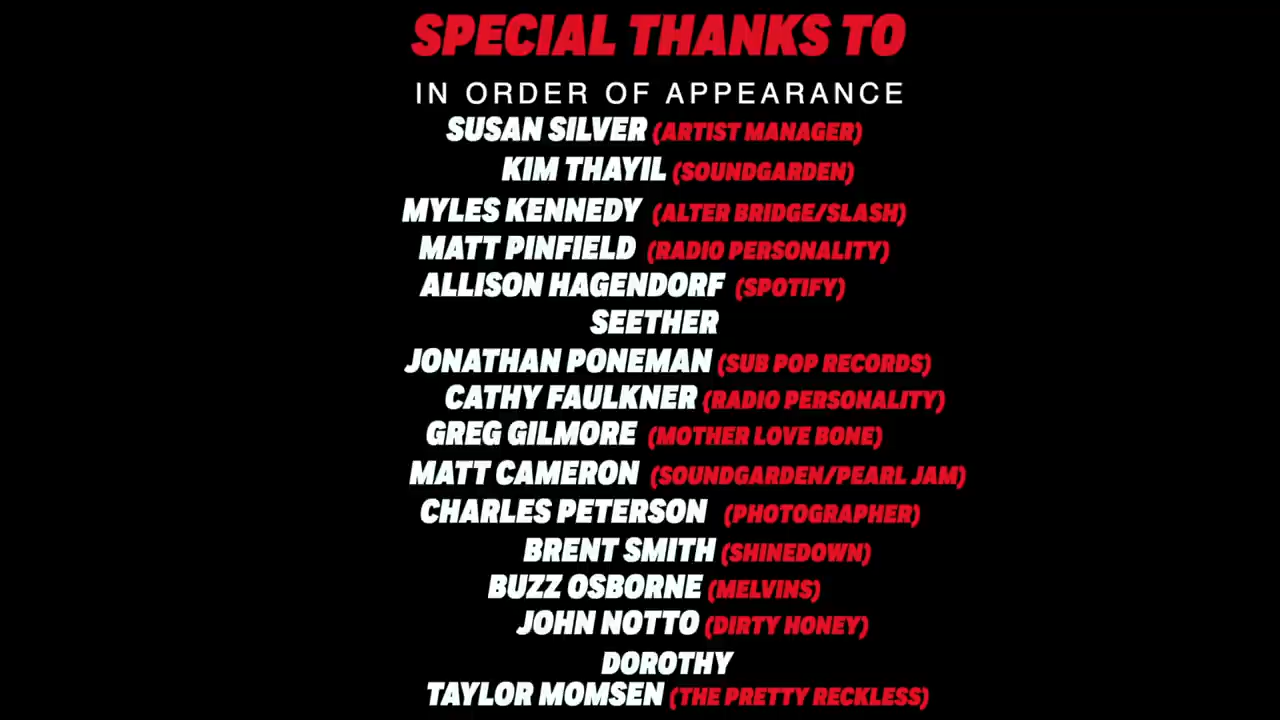 SPECIAL THANKS TO
IN ORDER OF APPEARANCE
SUSAN SILVER (ARTIST MANAGER)
KIM THAYIL (SOUNDGARDEN)
MYLES KENNEDY (ALTER BRIDGE/SLASH)
MATT PINFIELD (RADIO PERSONALITY)
ALLISON HAGENDORF (SPOTIFY)
SEETHER
JONATHAN PONEMAN (SUB POP RECORDS)
CATHY FAULKNER (RADIO PERSONALITY)
GREG GILMORE (MOTHER LOVE BONE)
MATT CAMERON (SOUNDGARDEN/PEARL JAM)
CHARLES PETERSON (PHOTOGRAPHER)
BRENT SMITH (SHINEDOWN)
BUZZ OSBORNE (MELVINS)
JOHN NOTTO (DIRTY HONEY)
DOROTHY
TAYLOR MOMSEN (THE PRETTY RECKLESS)